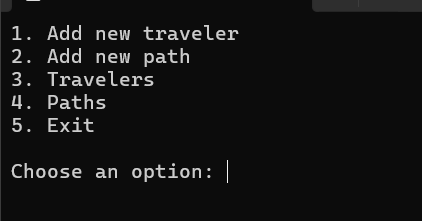 1. Add new traveler
2. Add new path
3. Travelers
4. Paths
5. Exit
Choose an option: